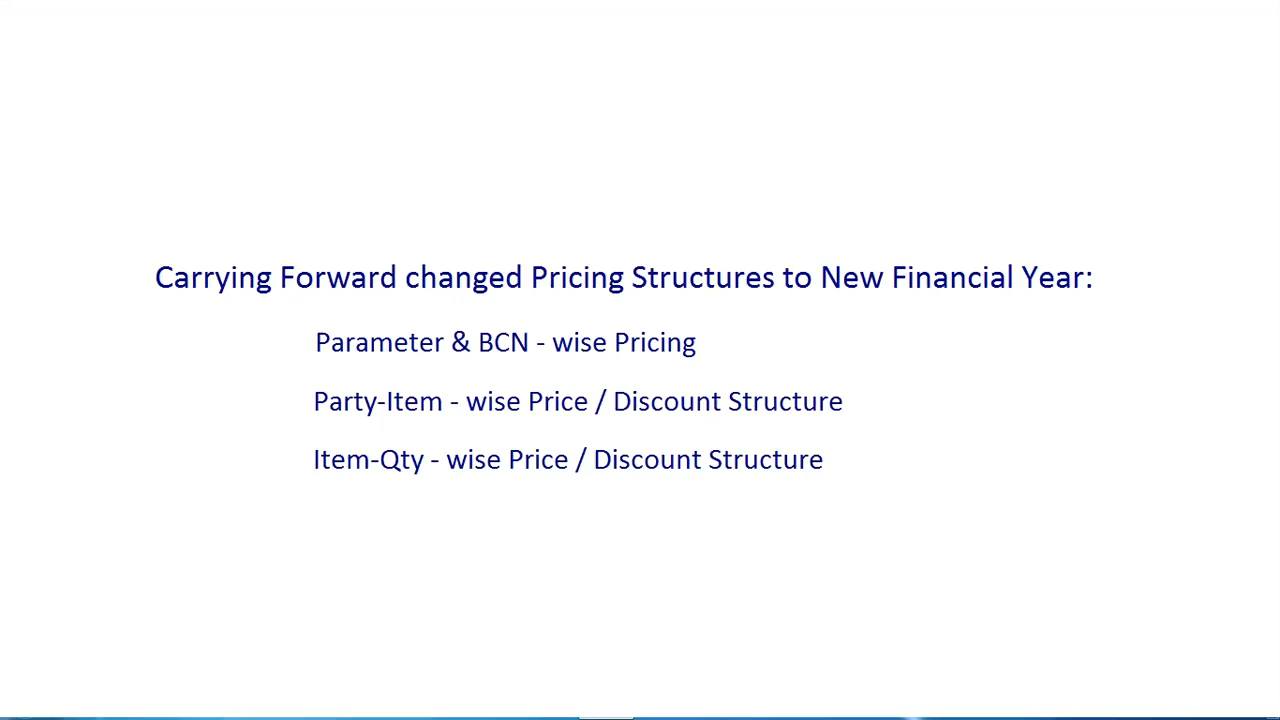 Carrying Forward changed Pricing Structures to New Financial Year:
Parameter & BCN - wise Pricing
Party-Item - wise Price / Discount Structure
Item-Qty - wise Price / Discount Structure